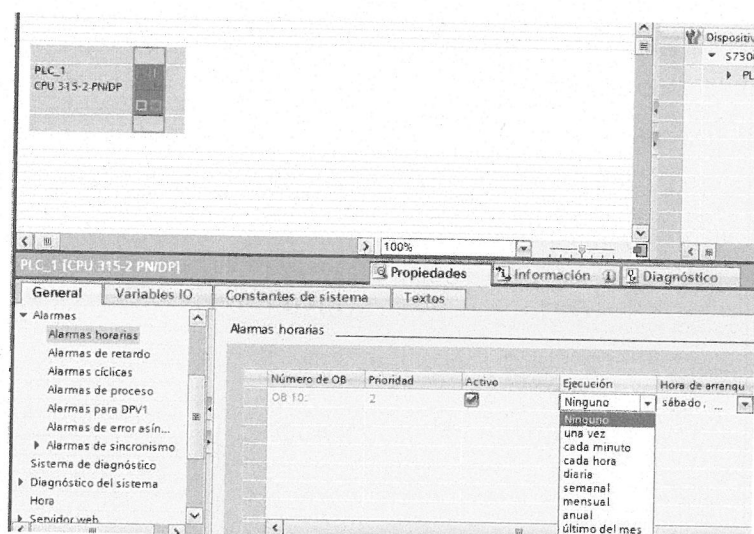 Dispositiv
S730
PL
PLC_1
CPU 315-2 PN/DP
100%
PLC_1 [CPU 315-2 PN/DP]
Propiedades
Información
Diagnóstico
General
Variables IO
Constantes de sistema
Textos
Alarmas
Alarmas horarias
Alarmas de retardo
Alarmas cíclicas
Alarmas de proceso
Alarmas para DPV1
Alarmas de error asín...
Alarmas de sincronismo
Sistema de diagnóstico
Diagnóstico del sistema
Hora
Servidor web
Alarmas horarias
Número de OB Prioridad Activo Ejecución Hora de arranqu
OB 10: 2 Ninguno sábado, ...
Ninguno
una vez
cada minuto
cada hora
diaria
semanal
mensual
anual
último del mes